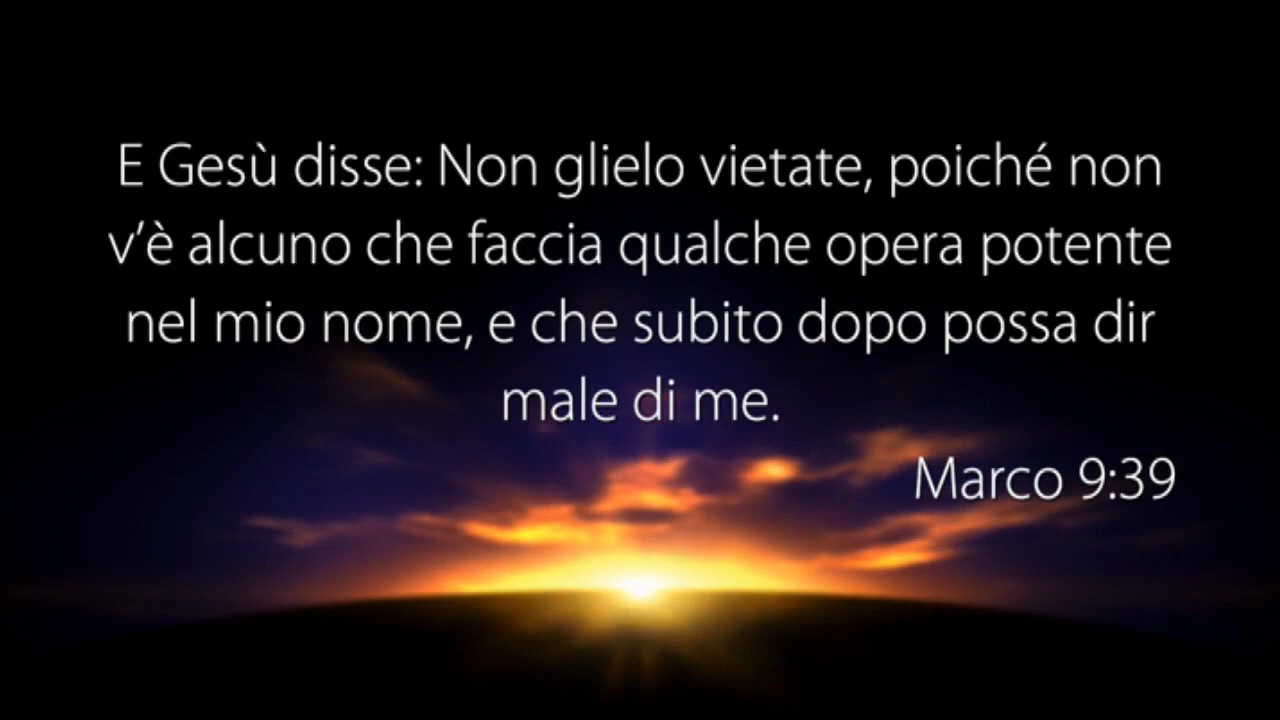 E Gesù disse: Non glielo vietate, poiché non
v’è alcuno che faccia qualche opera potente
nel mio nome, e che subito dopo possa dir
male di me.
Marco 9:39